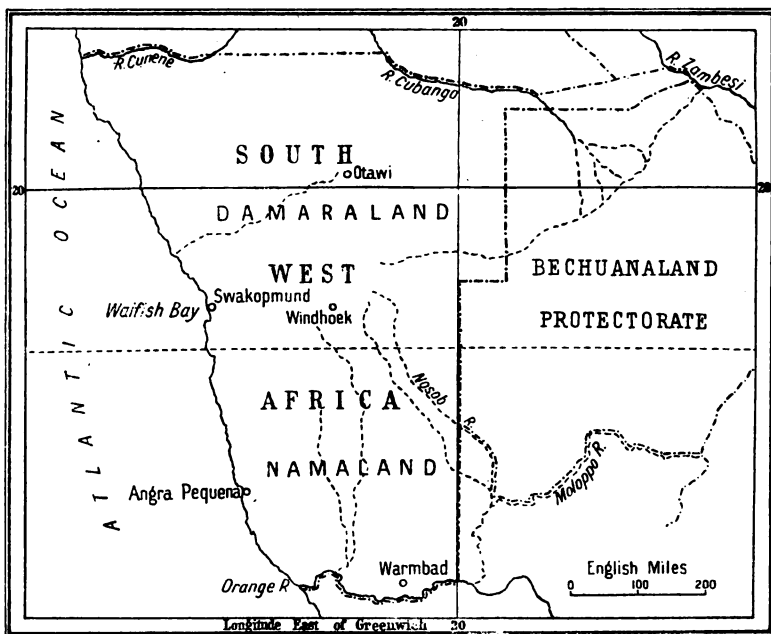 20
R. Cunene
R. Cubango
R. Zambesi
ATLANTIC OCEAN
SOUTH
Otawi
20
20
DAMARALAND
WEST
BECHUANALAND
PROTECTORATE
Swakopmund
Walfish Bay
Windhoek
Nosob R.
AFRICA
NAMALAND
Moloppo R.
Angra Pequena
Warmbad
Orange R
English Miles
0 100 200
Longitude East of Greenwich 20